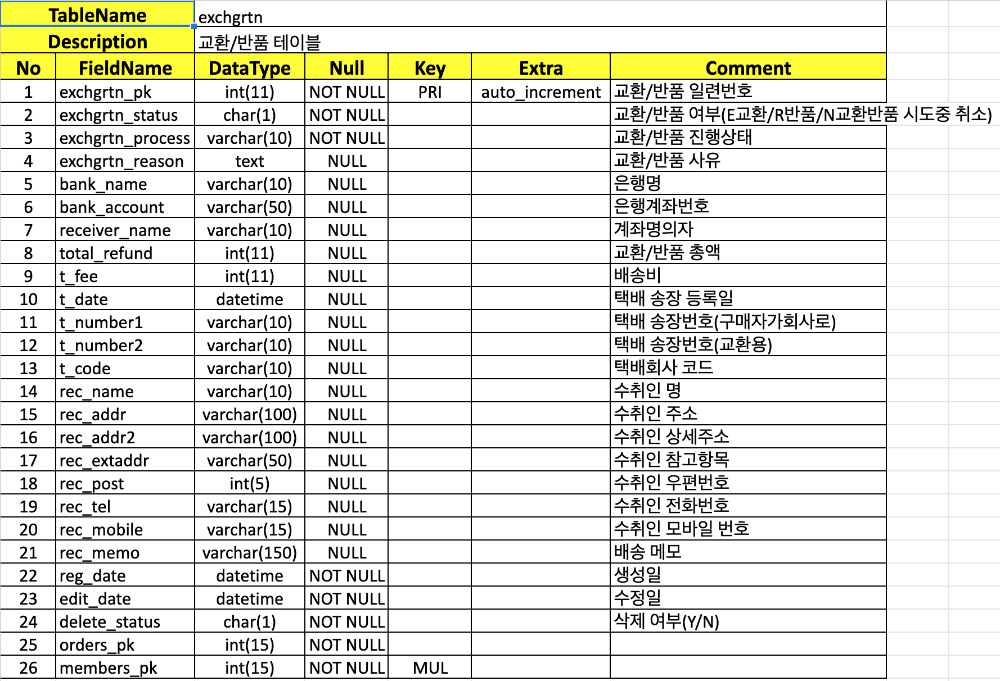 TableName exchgrtn
Description 교환/반품 테이블
No FieldName DataType Null Key Extra Comment
1 exchgrtn_pk int(11) NOT NULL PRI auto_increment 교환/반품 일련번호
2 exchgrtn_status char(1) NOT NULL 교환/반품 여부(E교환/R반품/N교환반품 시도중 취소)
3 exchgrtn_process varchar(10) NOT NULL 교환/반품 진행상태
4 exchgrtn_reason text NULL 교환/반품 사유
5 bank_name varchar(10) NULL 은행명
6 bank_account varchar(50) NULL 은행계좌번호
7 receiver_name varchar(10) NULL 계좌명의자
8 total_refund int(11) NULL 교환/반품 총액
9 t_fee int(11) NULL 배송비
10 t_date datetime NULL 택배 송장 등록일
11 t_number1 varchar(10) NULL 택배 송장번호(구매자가회사로)
12 t_number2 varchar(10) NULL 택배 송장번호(교환용)
13 t_code varchar(10) NULL 택배회사 코드
14 rec_name varchar(10) NULL 수취인 명
15 rec_addr varchar(100) NULL 수취인 주소
16 rec_addr2 varchar(100) NULL 수취인 상세주소
17 rec_extaddr varchar(50) NULL 수취인 참고항목
18 rec_post int(5) NULL 수취인 우편번호
19 rec_tel varchar(15) NULL 수취인 전화번호
20 rec_mobile varchar(15) NULL 수취인 모바일 번호
21 rec_memo varchar(150) NULL 배송 메모
22 reg_date datetime NOT NULL 생성일
23 edit_date datetime NOT NULL 수정일
24 delete_status char(1) NOT NULL 삭제 여부(Y/N)
25 orders_pk int(15) NOT NULL
26 members_pk int(15) NOT NULL MUL